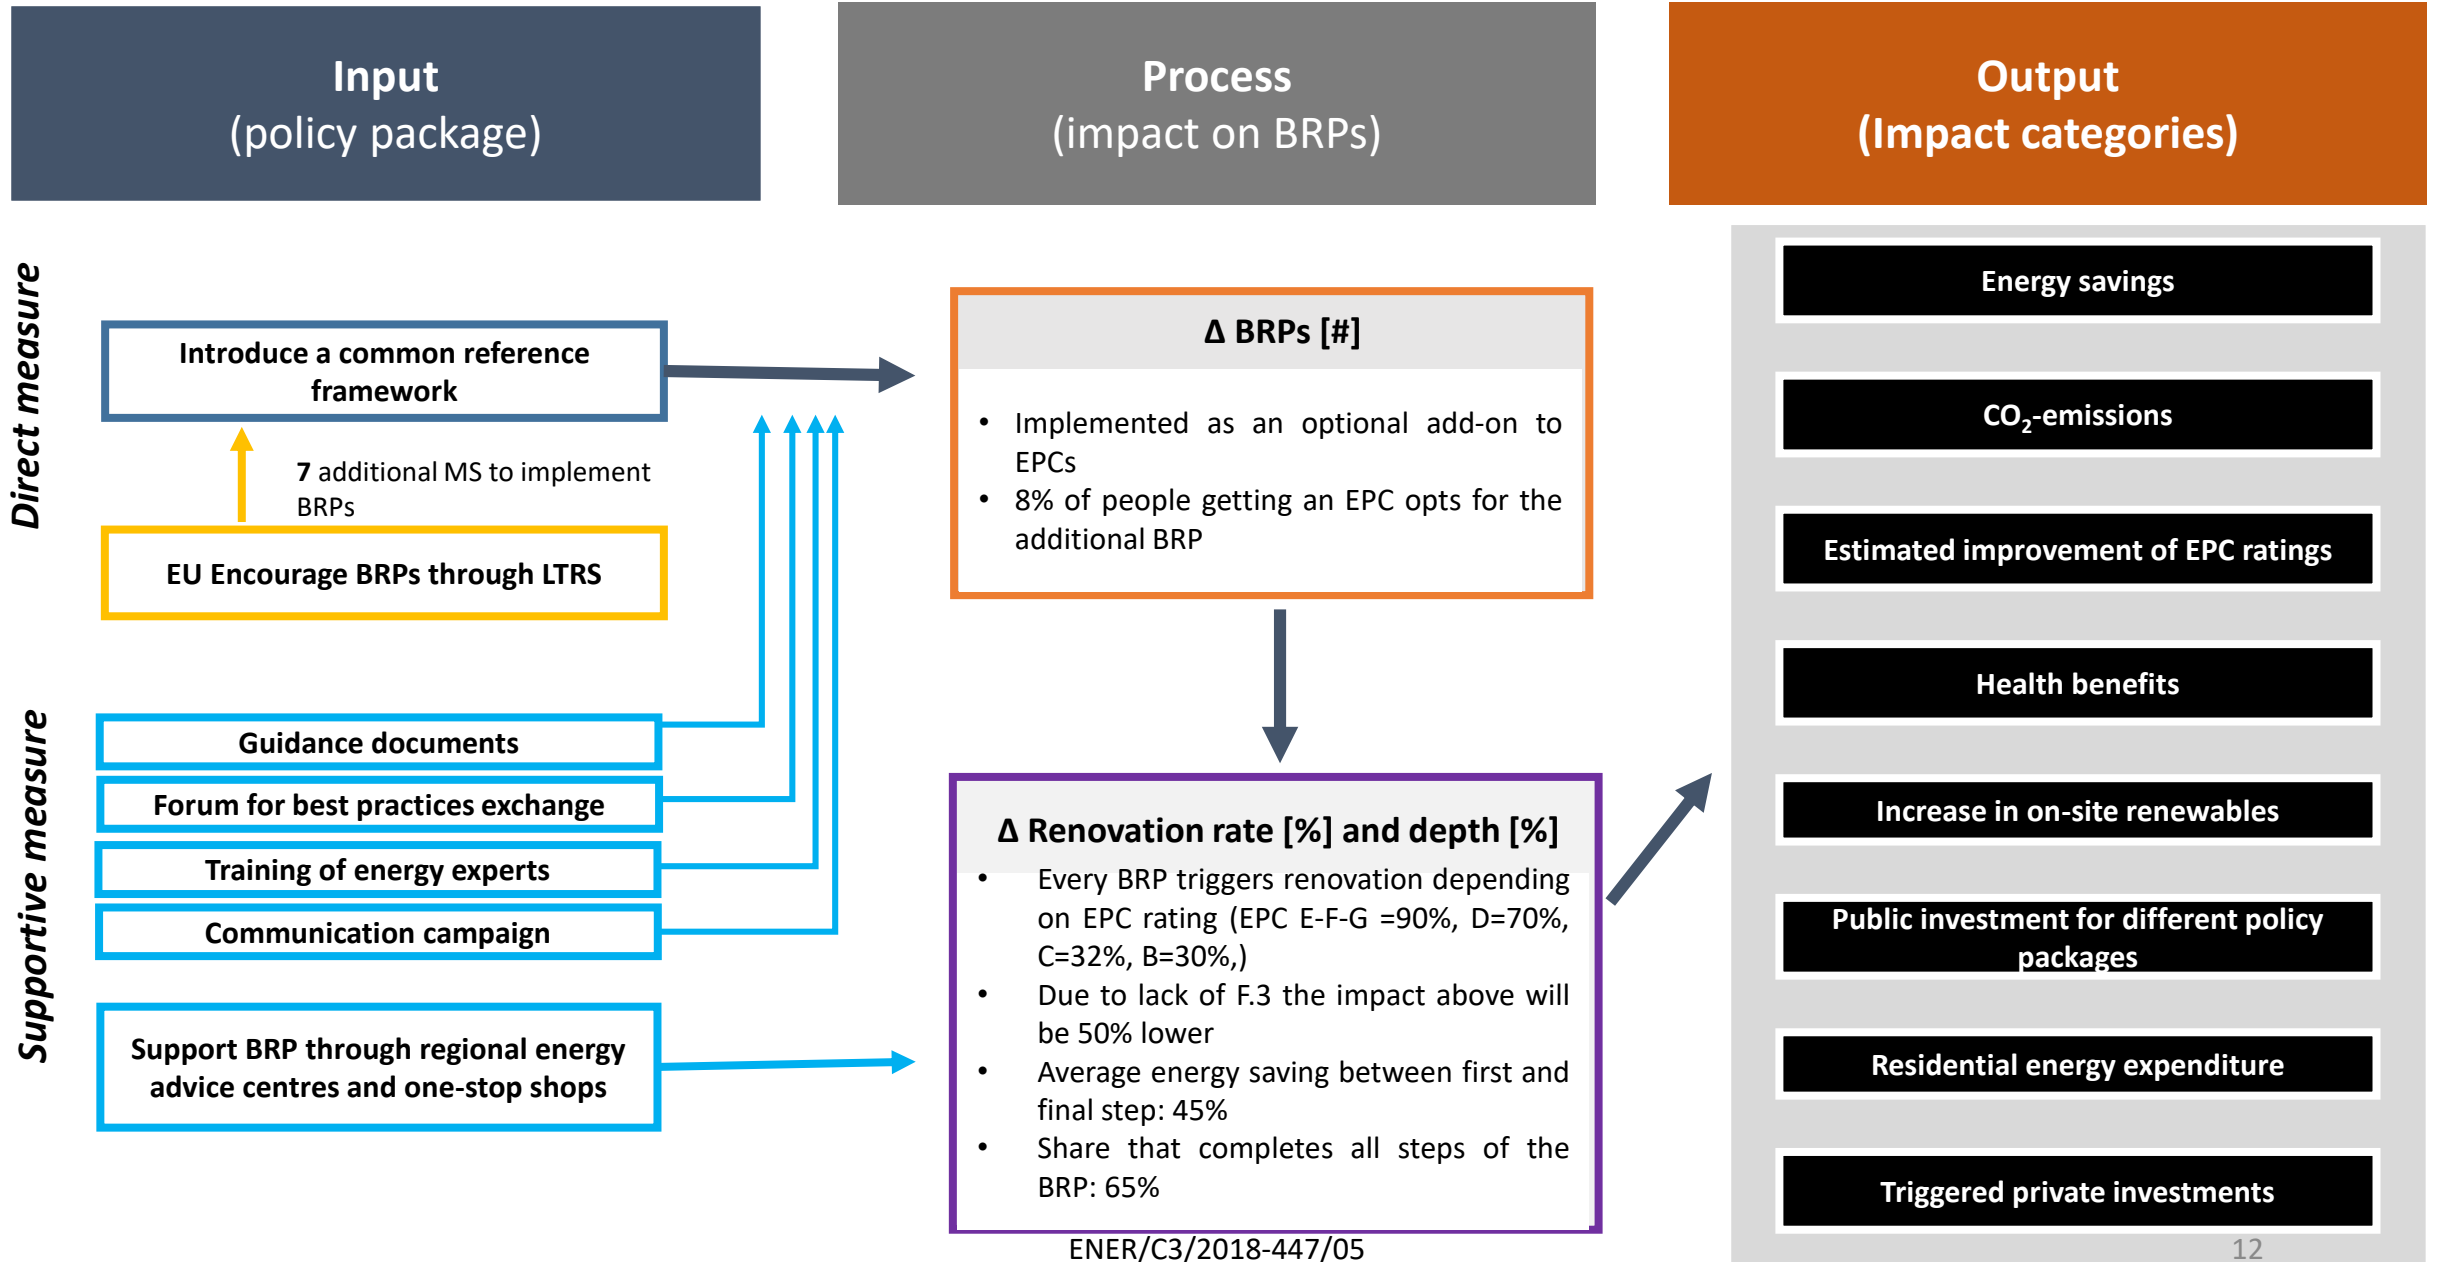 Input
(policy package)
Process
(impact on BRPs)
Output
(Impact categories)
Direct measure
Introduce a common reference
framework
7 additional MS to implement
BRPs
EU Encourage BRPs through LTRS
Supportive measure
Guidance documents
Forum for best practices exchange
Training of energy experts
Communication campaign
Support BRP through regional energy
advice centres and one-stop shops
Δ BRPs [#]
• Implemented as an optional add-on to
EPCs
• 8% of people getting an EPC opts for the
additional BRP
Δ Renovation rate [%] and depth [%]
• Every BRP triggers renovation depending
on EPC rating (EPC E-F-G =90%, D=70%,
C=32%, B=30%,)
• Due to lack of F.3 the impact above will
be 50% lower
• Average energy saving between first and
final step: 45%
• Share that completes all steps of the
BRP: 65%
Energy savings
CO₂-emissions
Estimated improvement of EPC ratings
Health benefits
Increase in on-site renewables
Public investment for different policy
packages
Residential energy expenditure
Triggered private investments
ENER/C3/2018-447/05
12